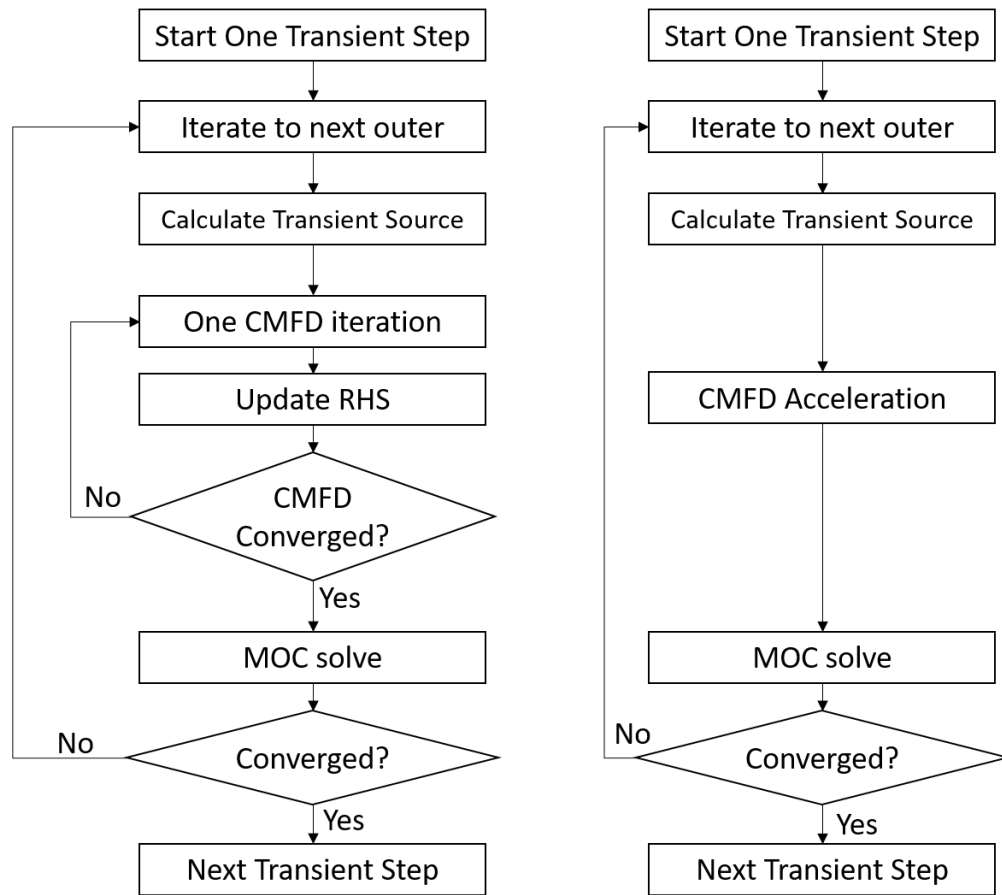 Start One Transient Step
Iterate to next outer
Calculate Transient Source
One CMFD iteration
Update RHS
No
CMFD
Converged?
Yes
MOC solve
No
Converged?
Yes
Next Transient Step
Start One Transient Step
Iterate to next outer
Calculate Transient Source
CMFD Acceleration
MOC solve
No
Converged?
Yes
Next Transient Step